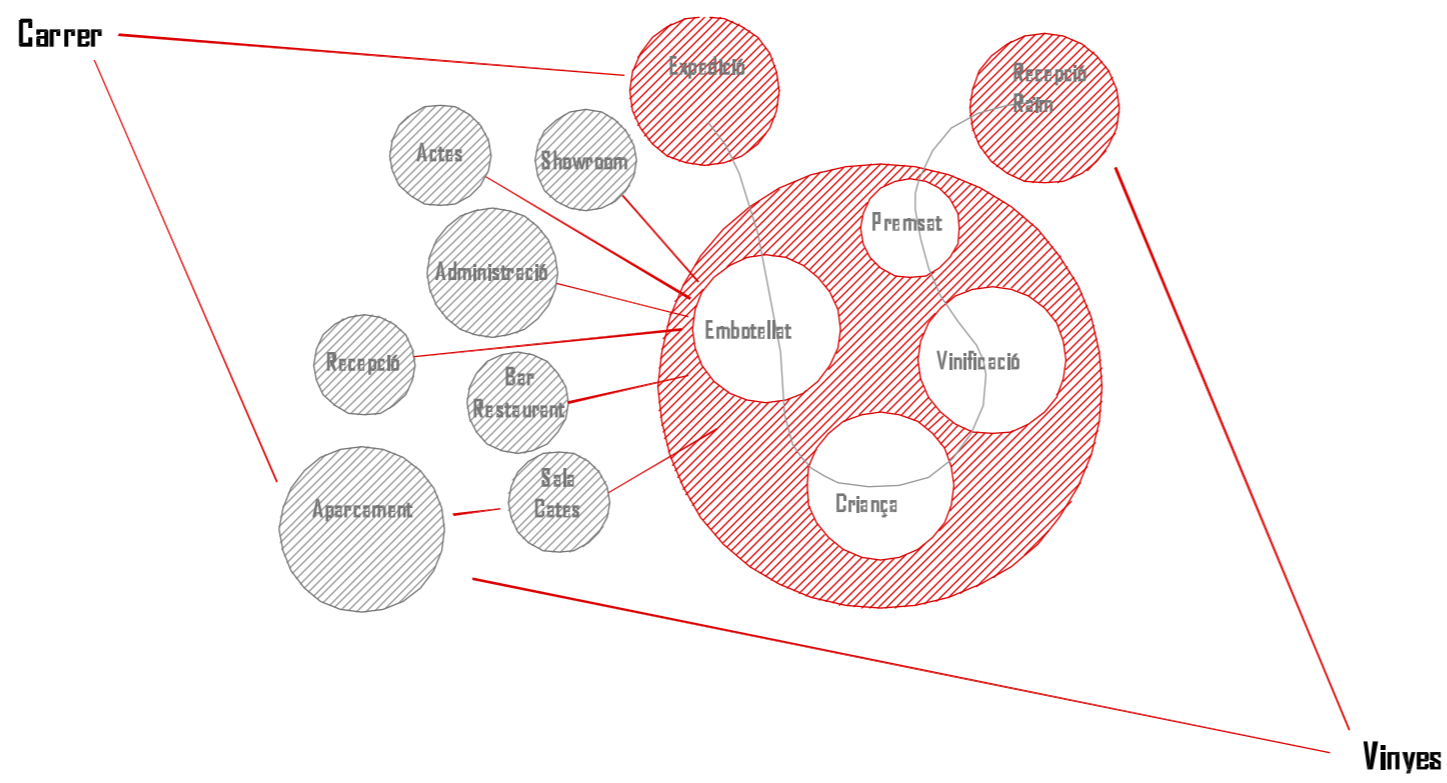 Carrer
Expedició
Recepció
Raïm
Actes
Showroom
Premsat
Administració
Embotellat
Recepció
Vinificació
Bar
Restaurant
Sala
Cates
Criança
Aparcament
Vinyes